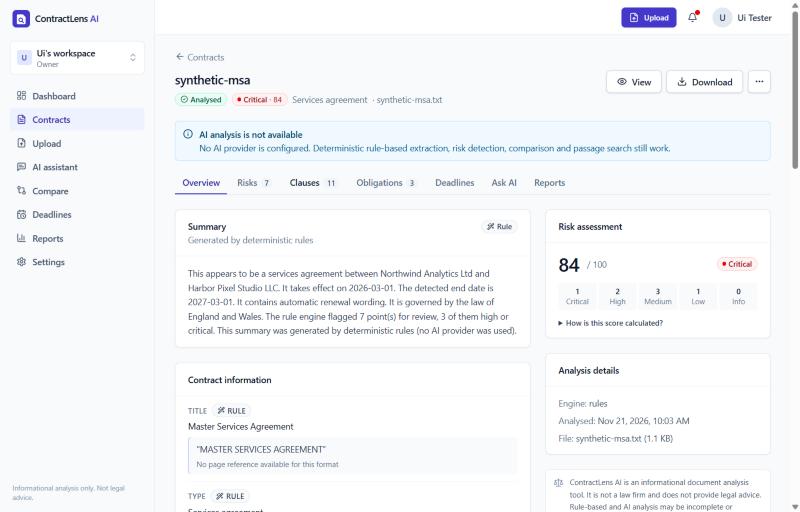 ContractLens AI
Upload
U
Ui Tester
U
Ui's workspace
Owner
Dashboard
Contracts
Upload
AI assistant
Compare
Deadlines
Reports
Settings
Informational analysis only. Not legal
advice.
Contracts
synthetic-msa
View
Download
Analysed
Critical · 84
Services agreement · synthetic-msa.txt
AI analysis is not available
No AI provider is configured. Deterministic rule-based extraction, risk detection, comparison and passage search still work.
Overview
Risks 7
Clauses 11
Obligations 3
Deadlines
Ask AI
Reports
Summary
Rule
Generated by deterministic rules
This appears to be a services agreement between Northwind Analytics Ltd and
Harbor Pixel Studio LLC. It takes effect on 2026-03-01. The detected end date is
2027-03-01. It contains automatic renewal wording. It is governed by the law of
England and Wales. The rule engine flagged 7 point(s) for review, 3 of them high or
critical. This summary was generated by deterministic rules (no AI provider was used).
Contract information
TITLE RULE
Master Services Agreement
"MASTER SERVICES AGREEMENT"
No page reference available for this format
TYPE RULE
Services agreement
Risk assessment
84 / 100
Critical
1 2 3 1 0
Critical High Medium Low Info
How is this score calculated?
Analysis details
Engine: rules
Analysed: Nov 21, 2026, 10:03 AM
File: synthetic-msa.txt (1.1 KB)
ContractLens AI is an informational document analysis
tool. It is not a law firm and does not provide legal advice.
Rule-based and AI analysis may be incomplete or